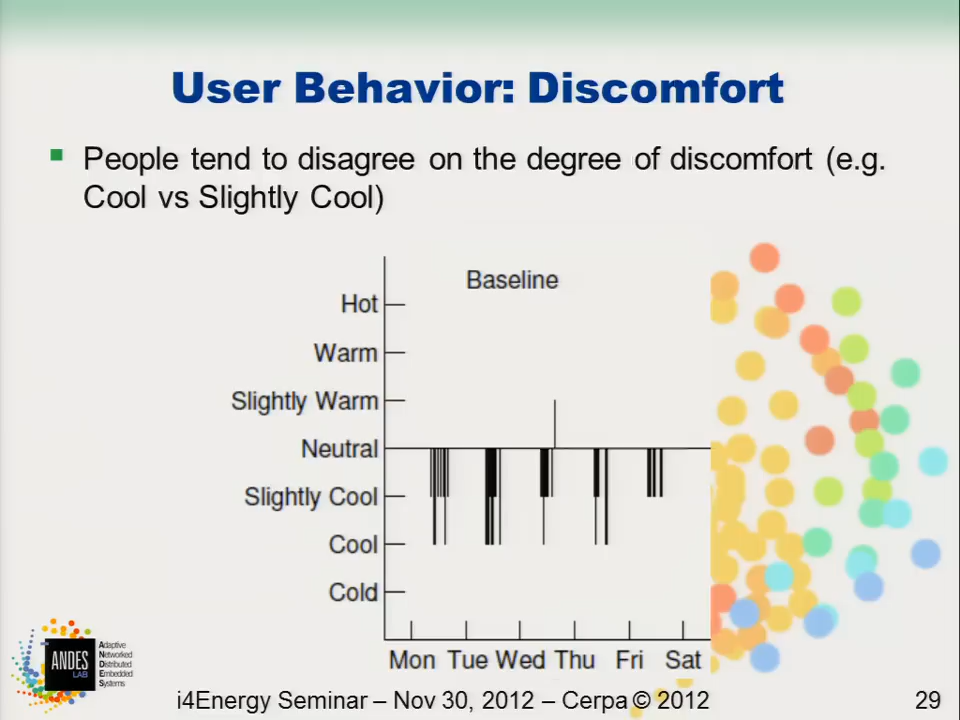 User Behavior: Discomfort
People tend to disagree on the degree of discomfort (e.g.
Cool vs Slightly Cool)
Baseline
Hot
Warm
Slightly Warm
Neutral
Slightly Cool
Cool
Cold
Mon Tue Wed Thu Fri Sat
ANDES
LAB
Adaptive
Networked
Distributed
Embedded
Systems
i4Energy Seminar – Nov 30, 2012 – Cerpa © 2012
29